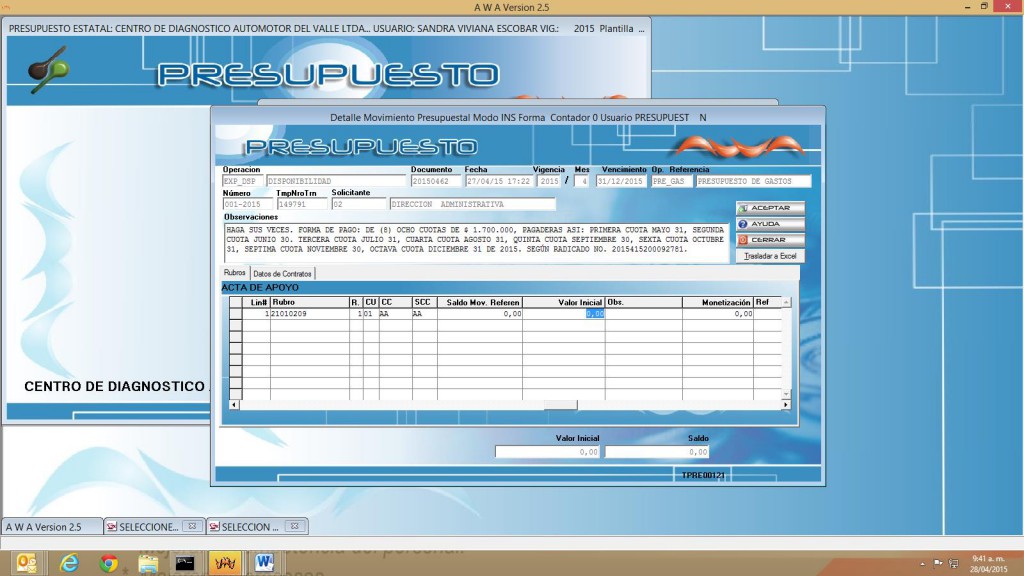 A W A Version 2.5
PRESUPUESTO ESTATAL: CENTRO DE DIAGNOSTICO AUTOMOTOR DEL VALLE LTDA... USUARIO: SANDRA VIVIANA ESCOBAR VIG.: 2015 Plantilla ...
PRESUPUESTO
Detalle Movimiento Presupuestal Modo INS Forma Contador 0 Usuario PRESUPUEST N
PRESUPUESTO
Operacion Documento Fecha Vigencia Mes Vencimiento Op. Referencia
EXP_DSP DISPONIBILIDAD 20150462 27/04/15 17:22 2015 / 4 31/12/2015 PRE_GAS PRESUPUESTO DE GASTOS
Número TmpNroTrn Solicitante
001-2015 149791 02 DIRECCION ADMINISTRATIVA
Observaciones
HAGA SUS VECES. FORMA DE PAGO: DE (8) OCHO CUOTAS DE $ 1.700.000, PAGADERAS ASI: PRIMERA CUOTA MAYO 31, SEGUNDA
CUOTA JUNIO 30. TERCERA CUOTA JULIO 31, CUARTA CUOTA AGOSTO 31, QUINTA CUOTA SEPTIEMBRE 30, SEXTA CUOTA OCTUBRE
31, SEPTIMA CUOTA NOVIEMBRE 30, OCTAVA CUOTA DICIEMBRE 31 DE 2015. SEGÚN RADICADO NO. 2015415200092781.
ACEPTAR
AYUDA
CERRAR
Trasladar a Excel
Rubros Datos de Contratos
ACTA DE APOYO
Lin# Rubro R. CU CC SCC Saldo Mov. Referen Valor Inicial Obs. Monetización Ref
1 21010209 1 01 AA AA 0,00 0,00 0,00
CENTRO DE DIAGNOSTICO
Valor Inicial Saldo
0,00 0,00
TPRE00121
A W A Version 2.5 SELECCIONE... SELECCION ...
9:41 a. m.
28/04/2015